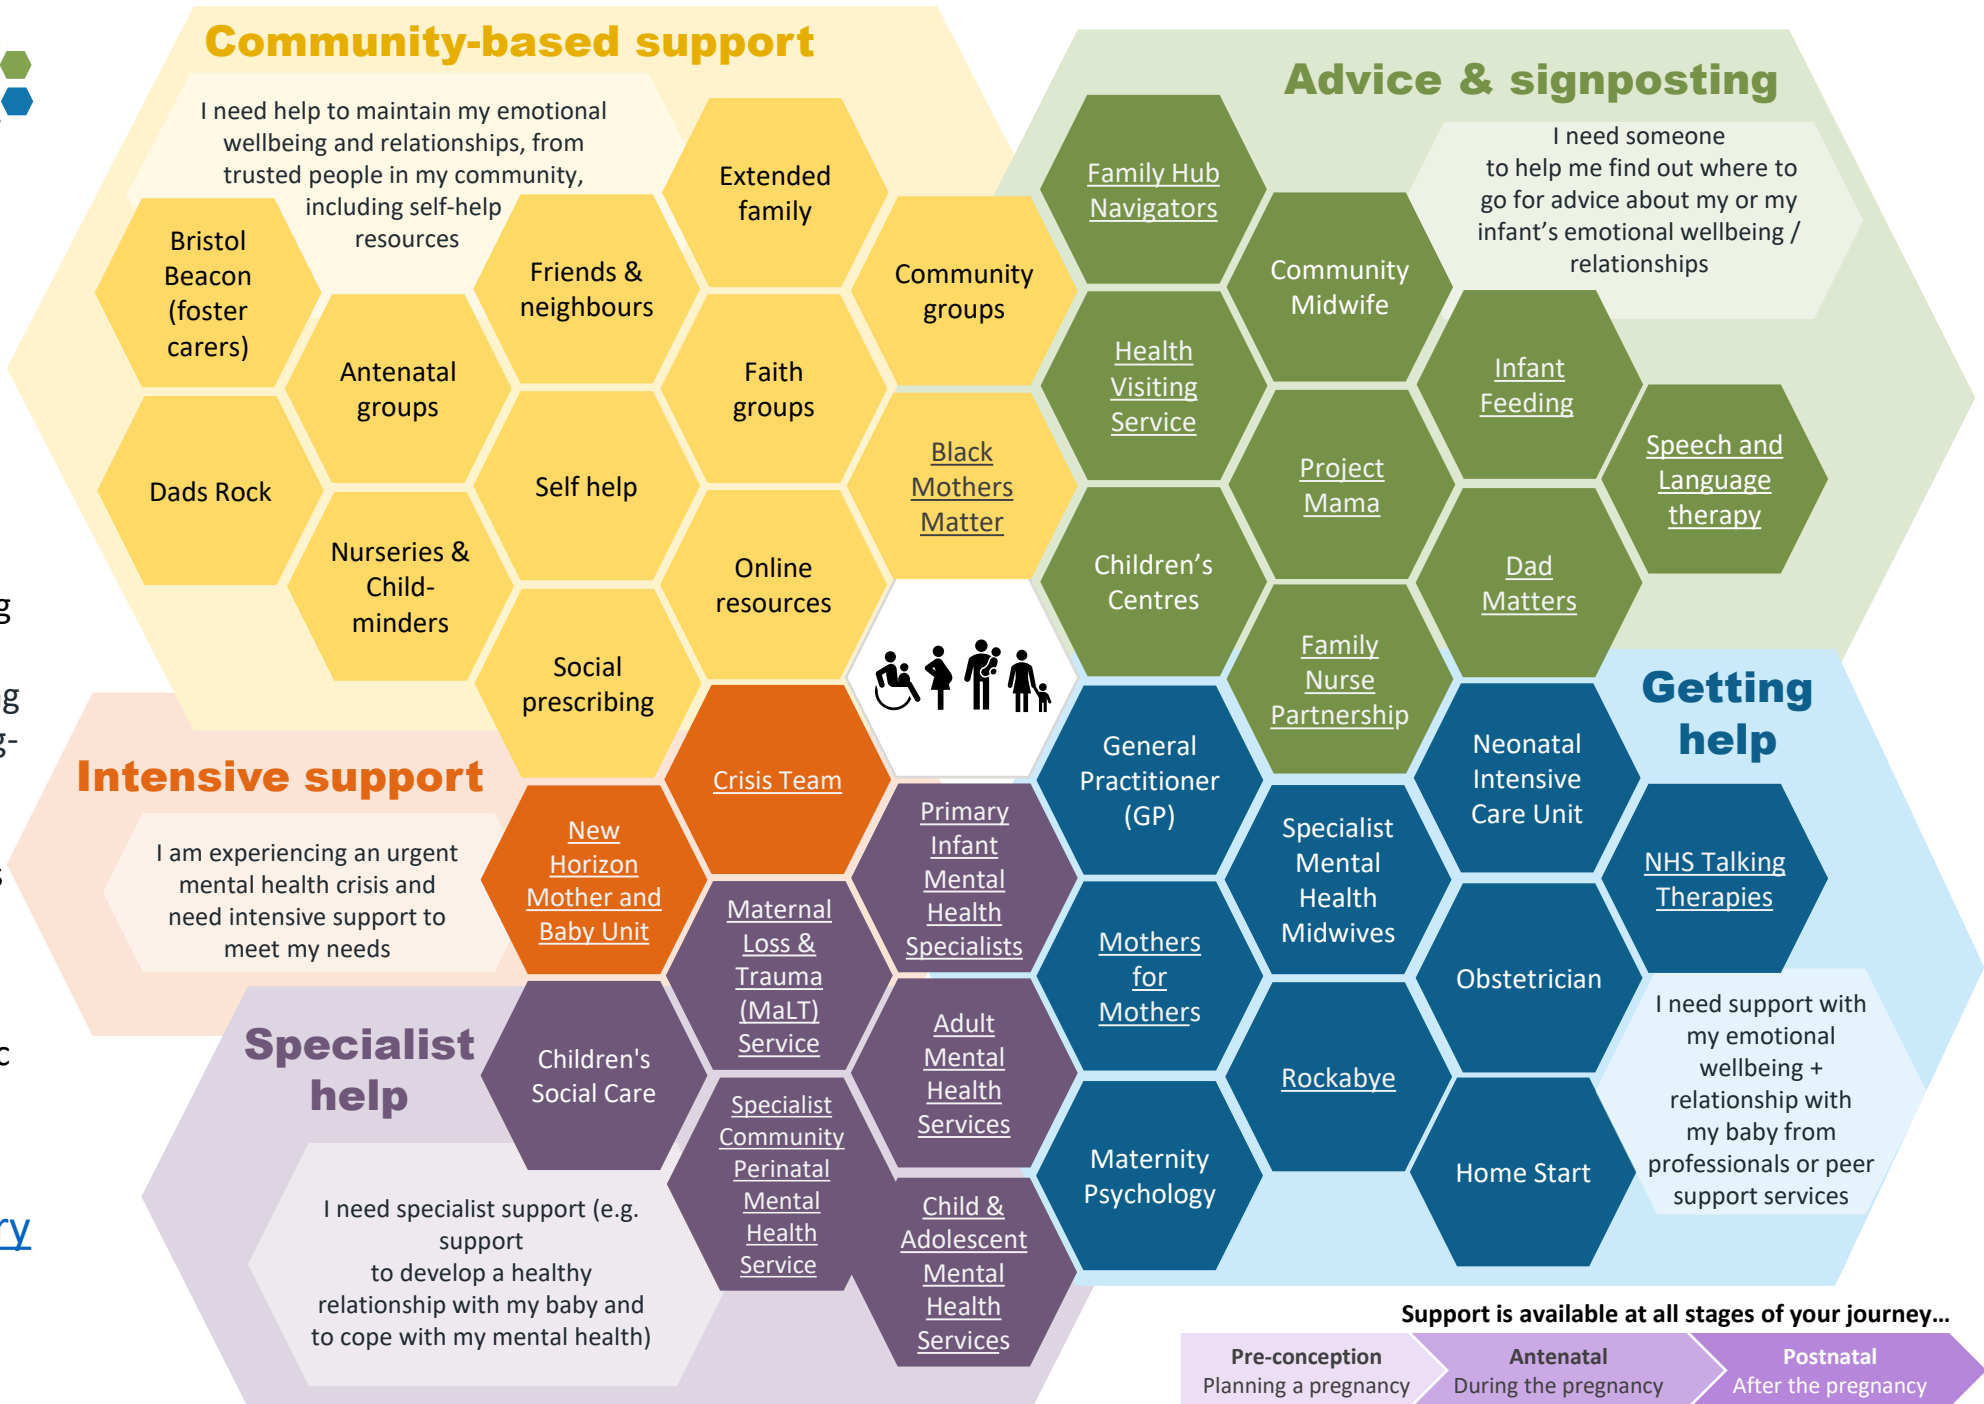 Community-based support
I need help to maintain my emotional
wellbeing and relationships, from
trusted people in my community,
including self-help
resources
Extended
family
Bristol
Beacon
(foster
carers)
Friends &
neighbours
Community
groups
Antenatal
groups
Faith
groups
Dads Rock
Self help
Black
Mothers
Matter
Nurseries &
Child-
minders
Online
resources
Social
prescribing
Advice & signposting
I need someone
to help me find out where to
go for advice about my or my
infant's emotional wellbeing /
relationships
Family Hub
Navigators
Community
Midwife
Health
Visiting
Service
Infant
Feeding
Project
Mama
Speech and
Language
therapy
Children's
Centres
Dad
Matters
Family
Nurse
Partnership
Getting
help
General
Practitioner
(GP)
Neonatal
Intensive
Care Unit
Specialist
Mental
Health
Midwives
NHS Talking
Therapies
Mothers
for
Mothers
Obstetrician
Rockabye
Maternity
Psychology
Home Start
I need support with
my emotional
wellbeing +
relationship with
my baby from
professionals or peer
support services
Intensive support
I am experiencing an urgent
mental health crisis and
need intensive support to
meet my needs
Crisis Team
New
Horizon
Mother and
Baby Unit
Specialist
help
I need specialist support (e.g.
support
to develop a healthy
relationship with my baby and
to cope with my mental health)
Primary
Infant
Mental
Health
Specialists
Maternal
Loss &
Trauma
(MaLT)
Service
Children's
Social Care
Adult
Mental
Health
Services
Specialist
Community
Perinatal
Mental
Health
Service
Child &
Adolescent
Mental
Health
Services
Support is available at all stages of your journey…
Pre-conception
Planning a pregnancy
Antenatal
During the pregnancy
Postnatal
After the pregnancy